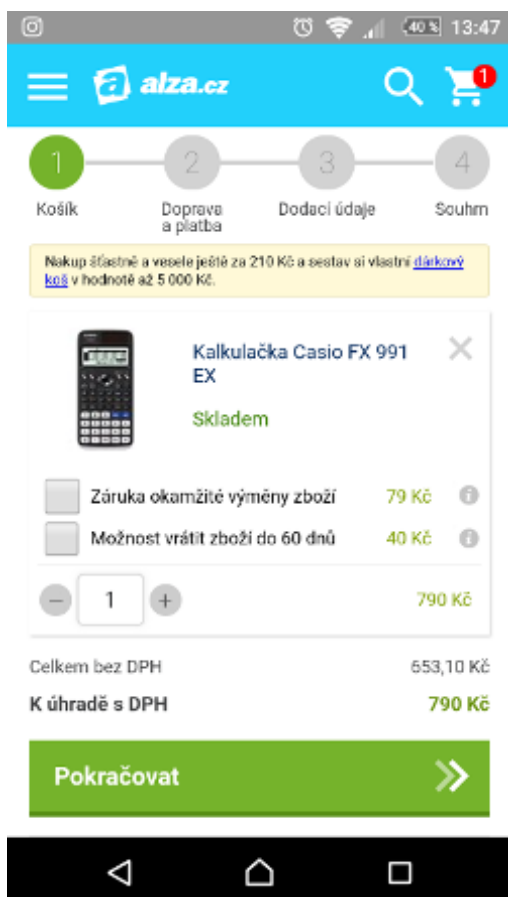 40 % 13:47
alza.cz
1
1 2 3 4
Košík Doprava a platba Dodací údaje Souhrn
Nakup šťastně a vesele ještě za 210 Kč a sestav si vlastní dárkový
koš v hodnotě až 5 000 Kč.
Kalkulačka Casio FX 991
EX
Skladem
Záruka okamžité výměny zboží 79 Kč
Možnost vrátit zboží do 60 dnů 40 Kč
1 790 Kč
Celkem bez DPH 653,10 Kč
K úhradě s DPH 790 Kč
Pokračovat